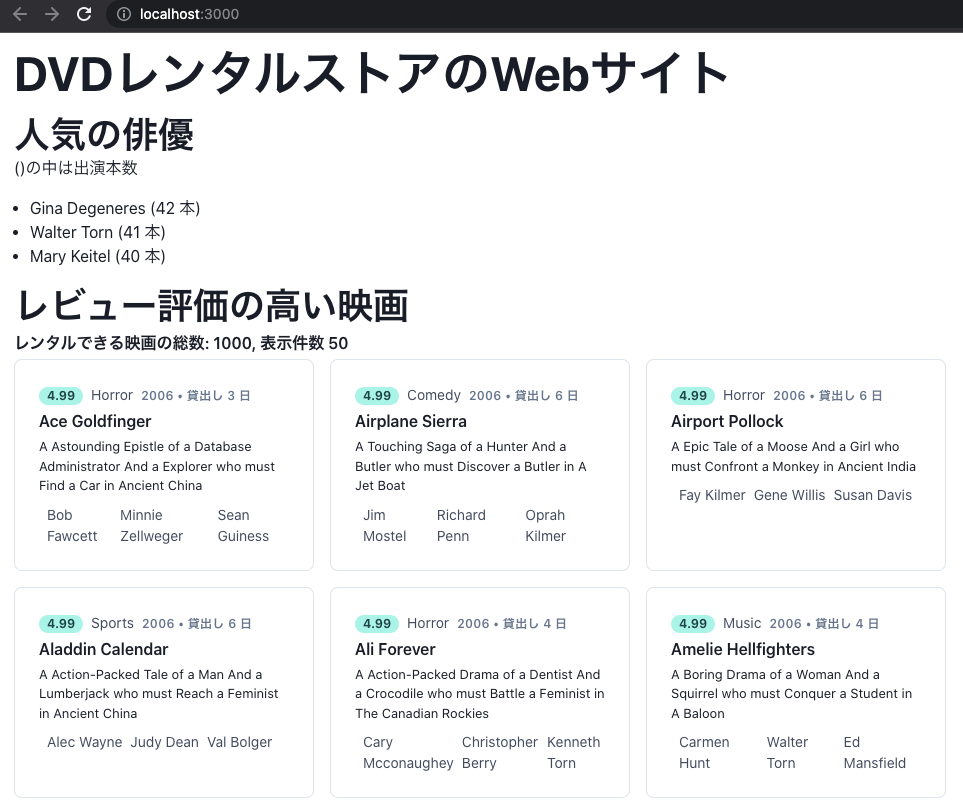 localhost:3000
DVDレンタルストアのWebサイト
人気の俳優
()の中は出演本数
Gina Degeneres (42 本)
Walter Torn (41 本)
Mary Keitel (40 本)
レビュー評価の高い映画
レンタルできる映画の総数: 1000, 表示件数 50
4.99 Horror 2006 • 貸出し 3 日
Ace Goldfinger
A Astounding Epistle of a Database
Administrator And a Explorer who must
Find a Car in Ancient China
Bob Minnie Sean
Fawcett Zellweger Guiness
4.99 Comedy 2006 • 貸出し 6 日
Airplane Sierra
A Touching Saga of a Hunter And a
Butler who must Discover a Butler in A
Jet Boat
Jim Richard Oprah
Mostel Penn Kilmer
4.99 Horror 2006 • 貸出し 6 日
Airport Pollock
A Epic Tale of a Moose And a Girl who
must Confront a Monkey in Ancient India
Fay Kilmer Gene Willis Susan Davis
4.99 Sports 2006 • 貸出し 6 日
Aladdin Calendar
A Action-Packed Tale of a Man And a
Lumberjack who must Reach a Feminist
in Ancient China
Alec Wayne Judy Dean Val Bolger
4.99 Horror 2006 • 貸出し 4 日
Ali Forever
A Action-Packed Drama of a Dentist And
a Crocodile who must Battle a Feminist in
The Canadian Rockies
Cary Christopher Kenneth
Mcconaughey Berry Torn
4.99 Music 2006 • 貸出し 4 日
Amelie Hellfighters
A Boring Drama of a Woman And a
Squirrel who must Conquer a Student in
A Baloon
Carmen Walter Ed
Hunt Torn Mansfield